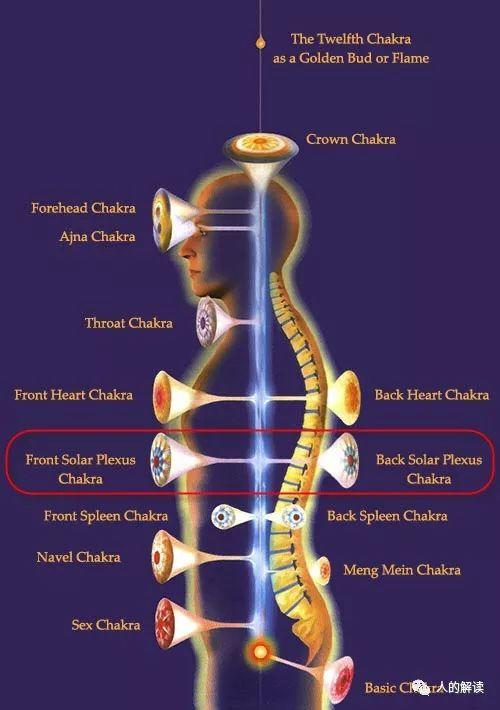 The Twelfth Chakra
as a Golden Bud or Flame
Crown Chakra
Forehead Chakra
Ajna Chakra
Throat Chakra
Front Heart Chakra
Back Heart Chakra
Front Solar Plexus
Chakra
Back Solar Plexus
Chakra
Front Spleen Chakra
Back Spleen Chakra
Navel Chakra
Meng Mein Chakra
Sex Chakra
Basic
人的解读